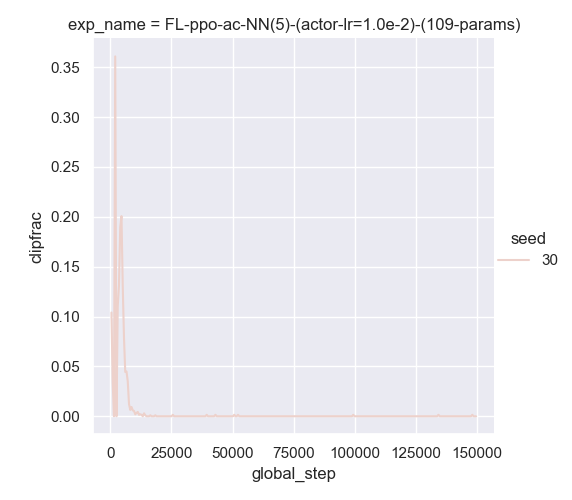 exp_name = FL-ppo-ac-NN(5)-(actor-lr=1.0e-2)-(109-params)
0.35
0.30
0.25
0.20
0.15
0.10
0.05
0.00
clipfrac
0 25000 50000 75000 100000 125000 150000
global_step
seed
30